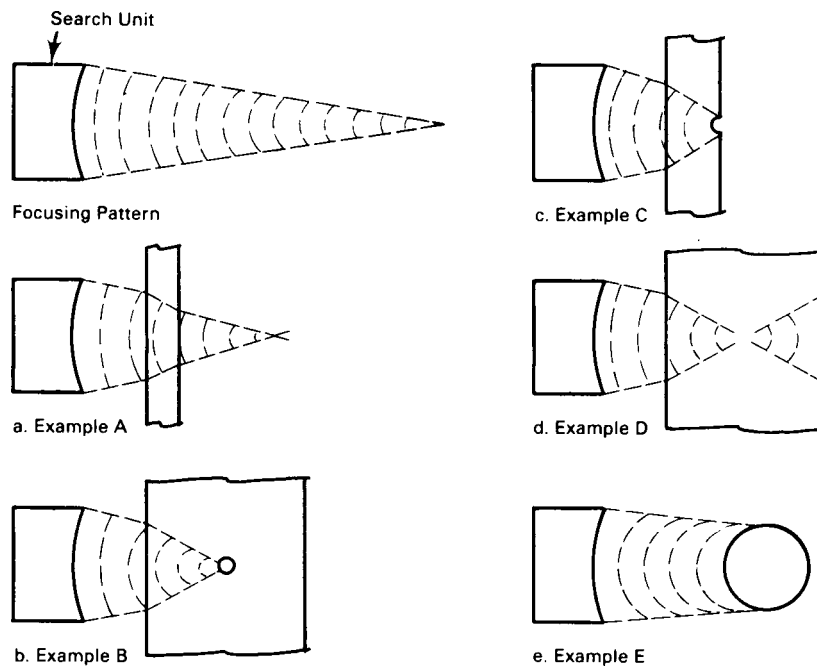 Search Unit
Focusing Pattern
a. Example A
b. Example B
c. Example C
d. Example D
e. Example E